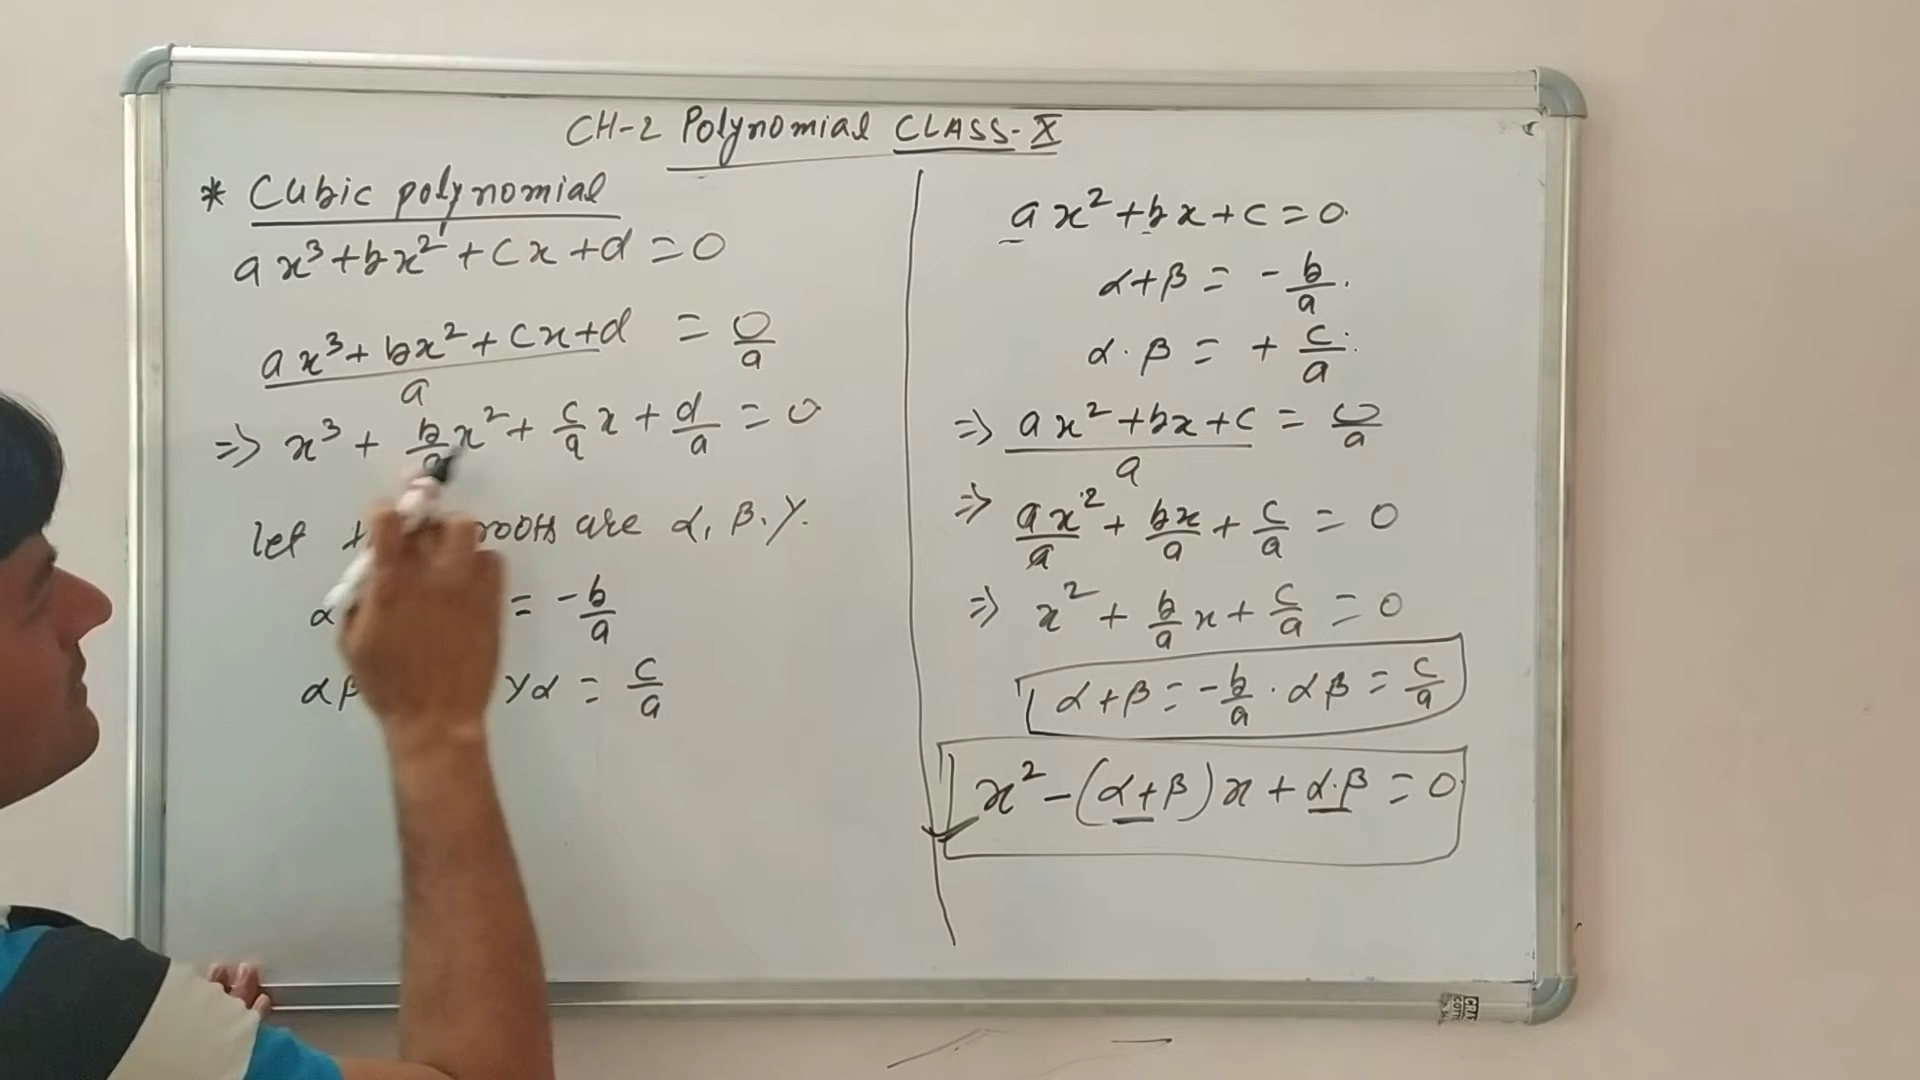 CH-2 Polynomial CLASS-X
* Cubic polynomial
ax³+bx²+cx+d=0
ax³+bx²+cx+d = 0
a a
=> x³ + b/a x² + c/a x + d/a = 0
let roots are α, β, γ.
α = -b/a
αβ γα = c/a
ax²+bx+c=0
α+β = -b/a
α·β = + c/a
=> ax²+bx+c = 0
a a
=> ax²/a + bx/a + c/a = 0
=> x² + b/a x + c/a = 0
α+β = -b/a · αβ = c/a
x²-(α+β)x+α·β=0